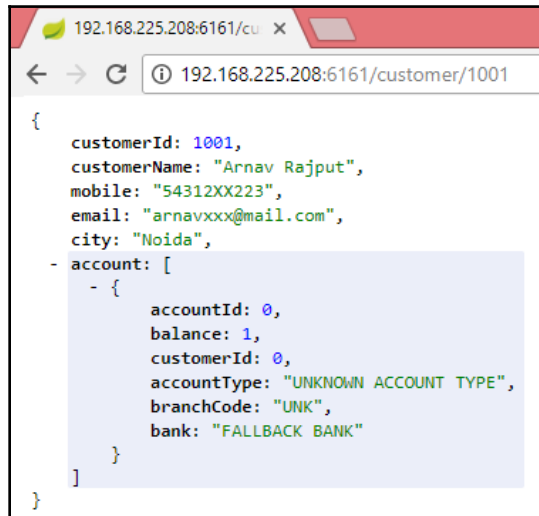 192.168.225.208:6161/cu
192.168.225.208:6161/customer/1001
{
customerId: 1001,
customerName: "Arnav Rajput",
mobile: "54312XX223",
email: "arnavxxx@mail.com",
city: "Noida",
- account: [
- {
accountId: 0,
balance: 1,
customerId: 0,
accountType: "UNKNOWN ACCOUNT TYPE",
branchCode: "UNK",
bank: "FALLBACK BANK"
}
]
}